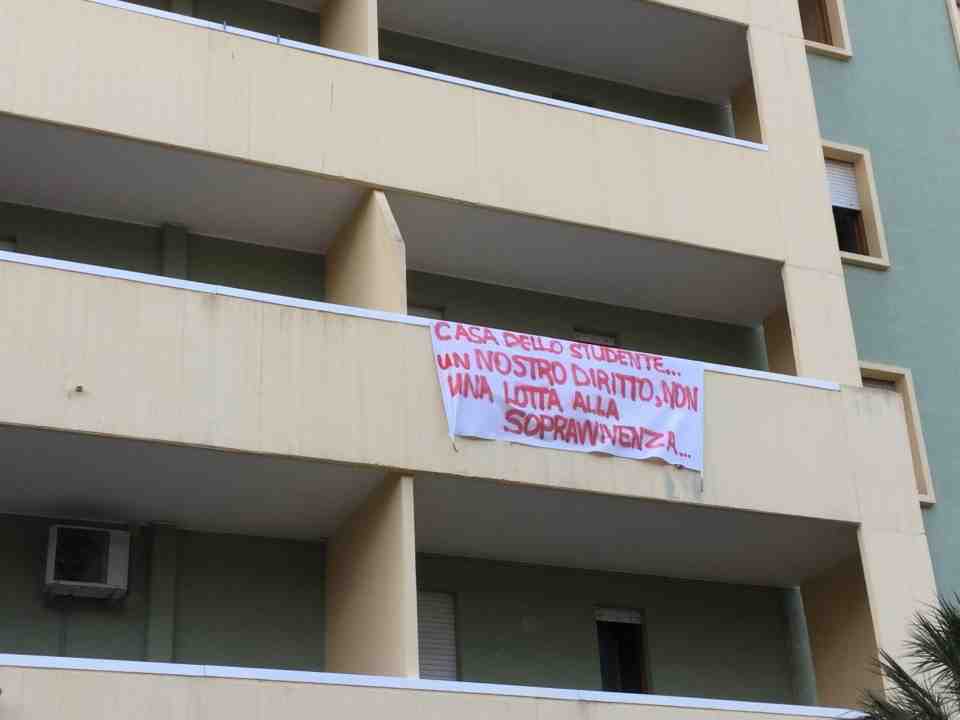 CASA DELLO STUDENTE...
UN NOSTRO DIRITTO, NON
UNA LOTTA ALLA
SOPRAVVIVENZA...